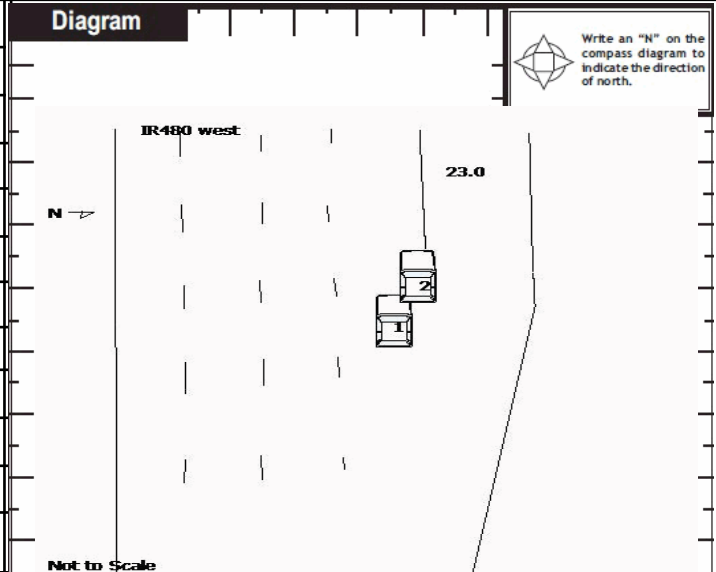 Diagram
Write an “N” on the
compass diagram to
indicate the direction
of north.
IR480 west
23.0
N
2
1
Not to Scale